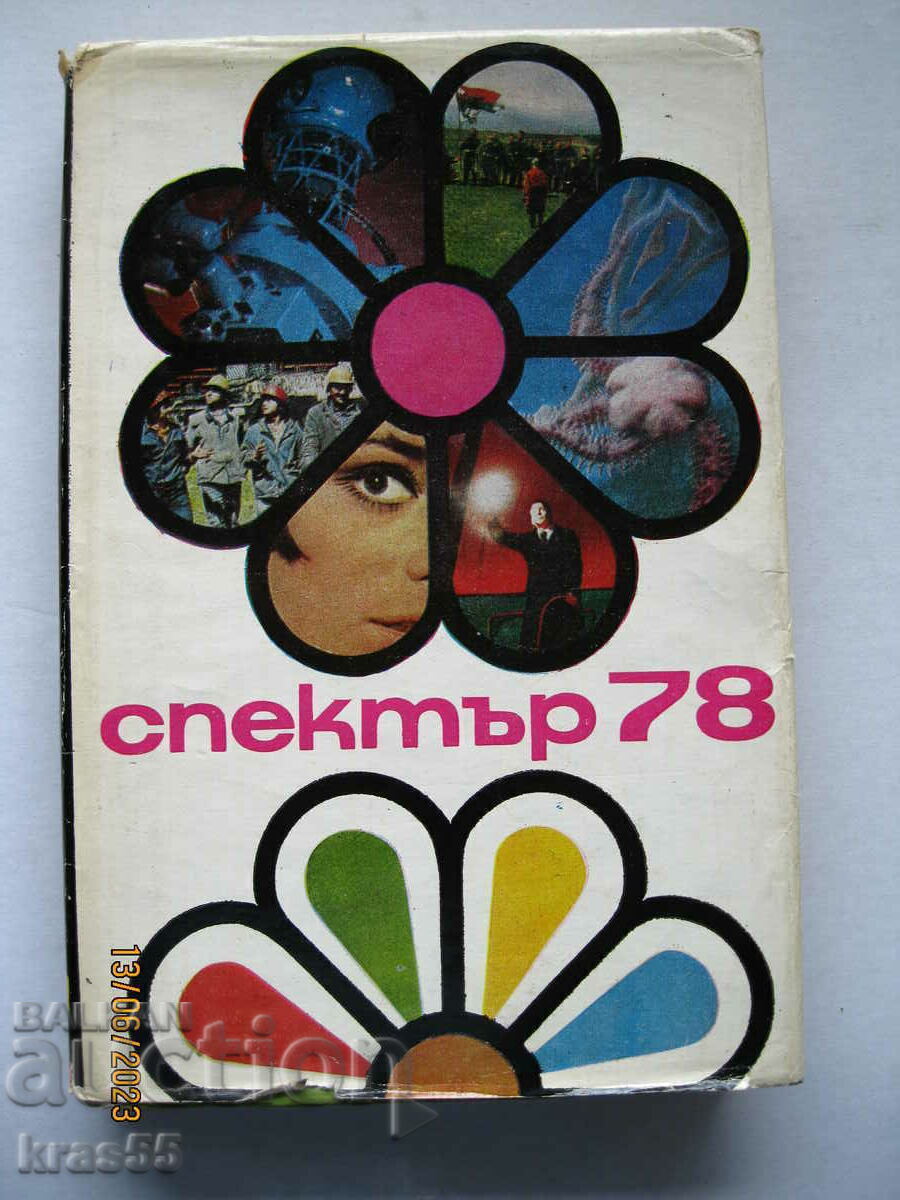 спектър 78
13/06/2023
BALKAN
auction
kras55